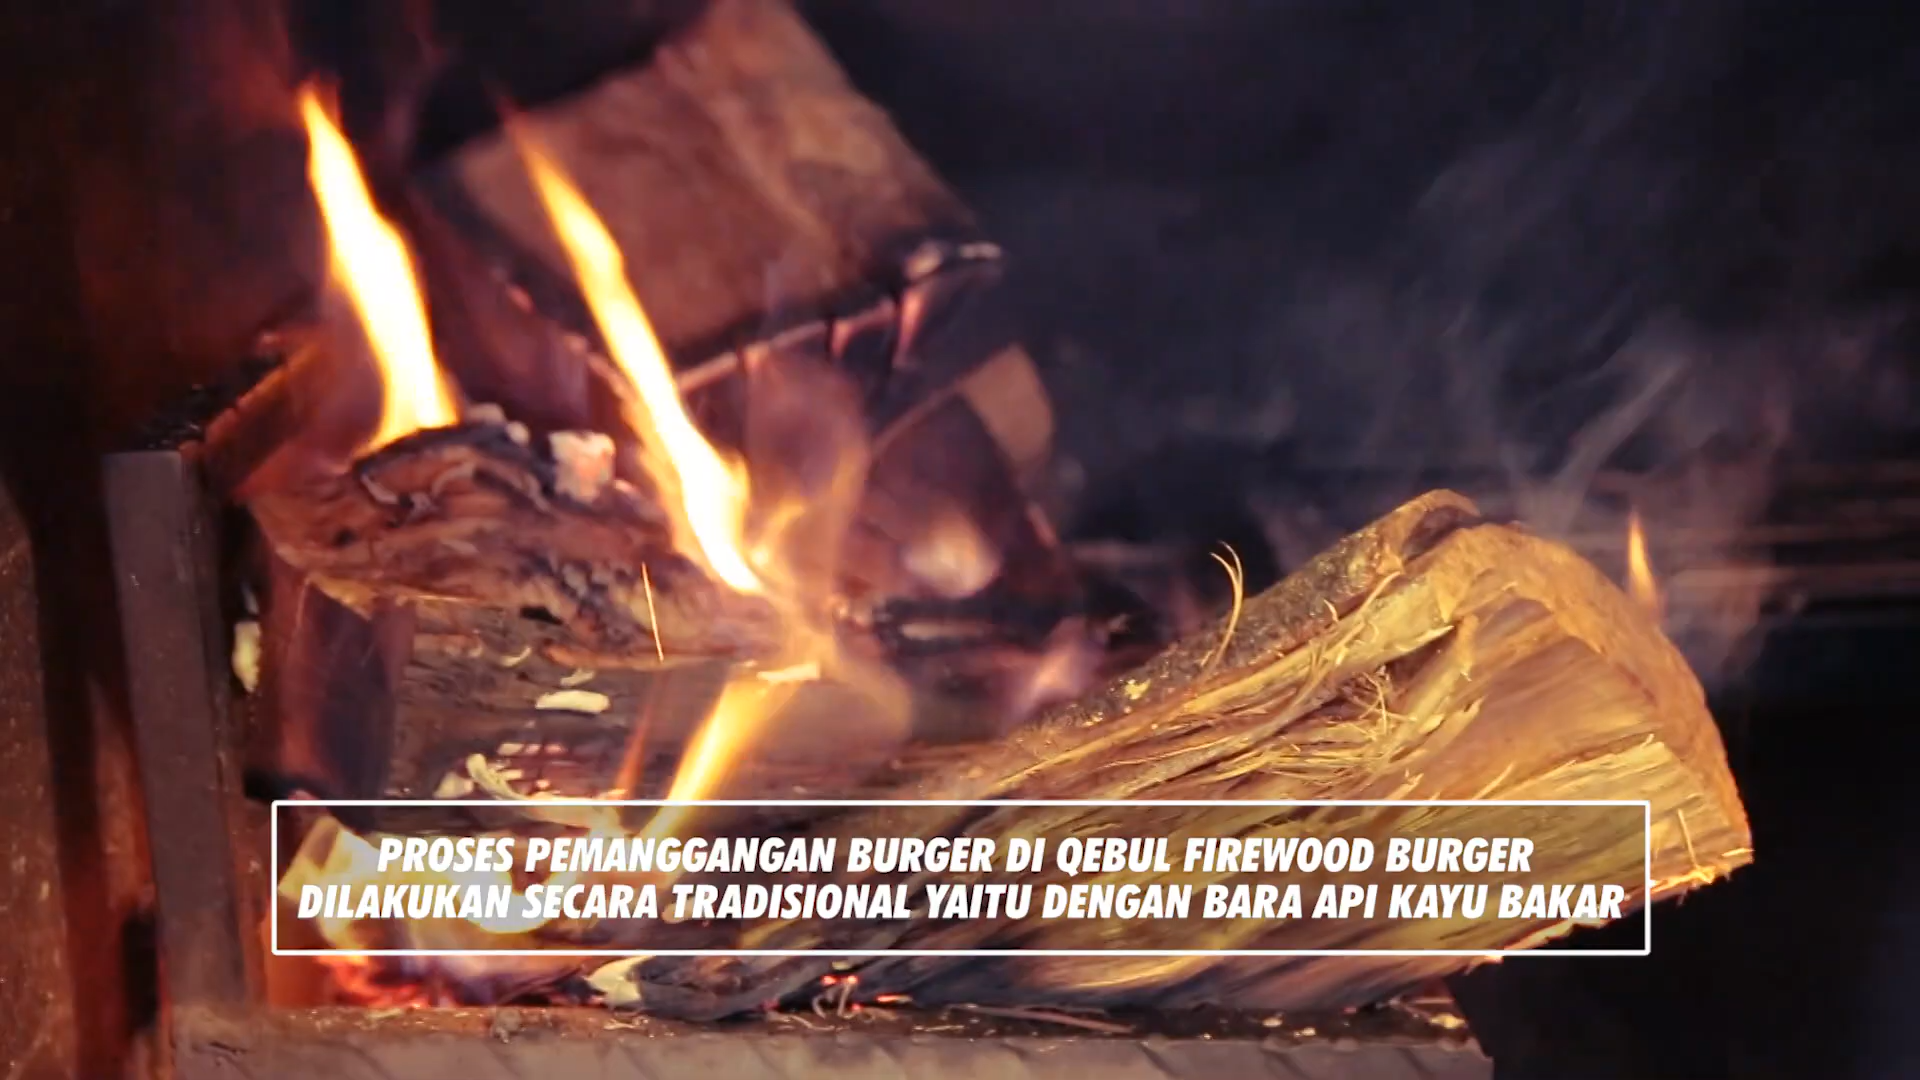 PROSES PEMANGGANGAN BURGER DI QEBUL FIREWOOD BURGER
DILAKUKAN SECARA TRADISIONAL YAITU DENGAN BARA API KAYU BAKAR